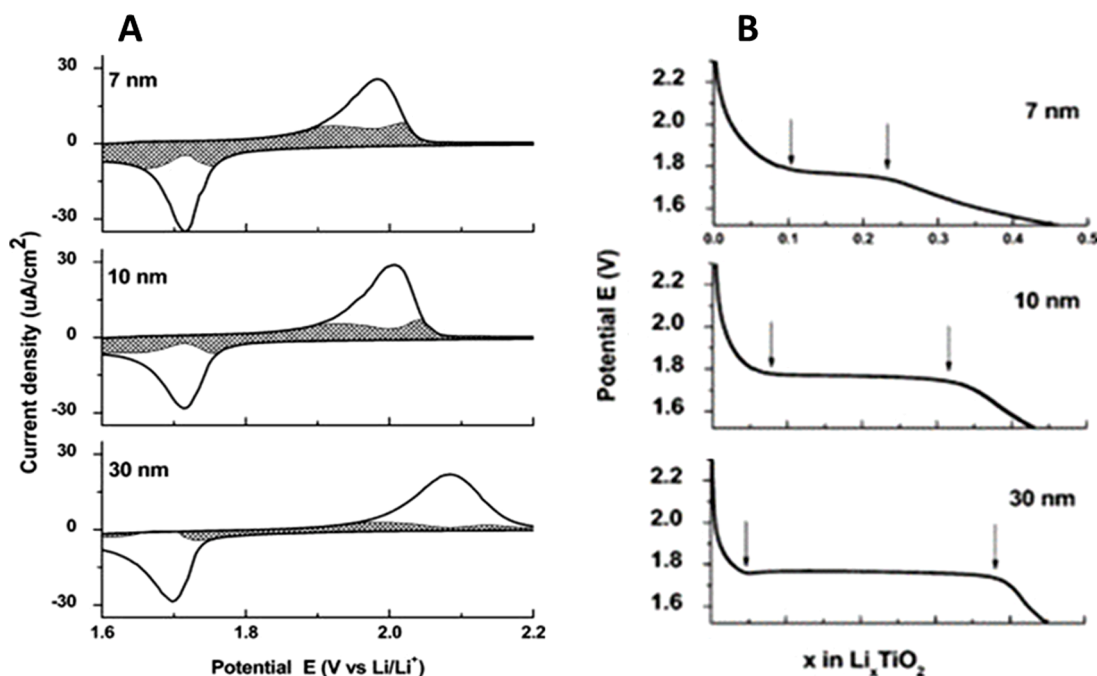 A
30
7 nm
0
-30
30
10 nm
0
-30
30
30 nm
0
-30
1.6 1.8 2.0 2.2
Current density (uA/cm²)
Potential E (V vs Li/Li⁺)
B
2.2
7 nm
2.0
1.8
1.6
0.0 0.1 0.2 0.3 0.4 0.5
2.2
10 nm
2.0
1.8
1.6
2.2
30 nm
2.0
1.8
1.6
Potential E (V)
x in LiₓTiO₂